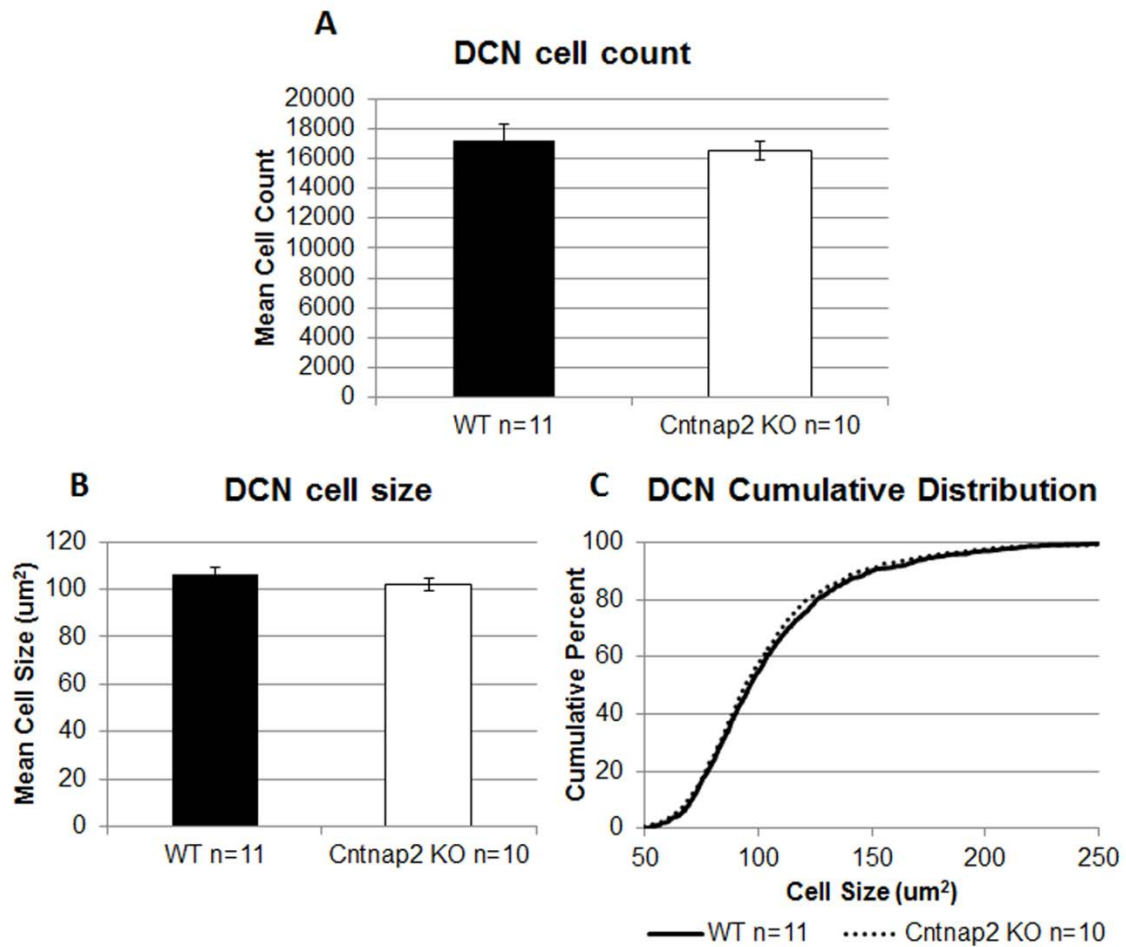 A
DCN cell count
Mean Cell Count
20000
18000
16000
14000
12000
10000
8000
6000
4000
2000
0
WT n=11 Cntnap2 KO n=10
B DCN cell size
Mean Cell Size (um²)
120
100
80
60
40
20
0
WT n=11 Cntnap2 KO n=10
C DCN Cumulative Distribution
Cumulative Percent
100
80
60
40
20
0
50 100 150 200 250
Cell Size (um²)
WT n=11 Cntnap2 KO n=10